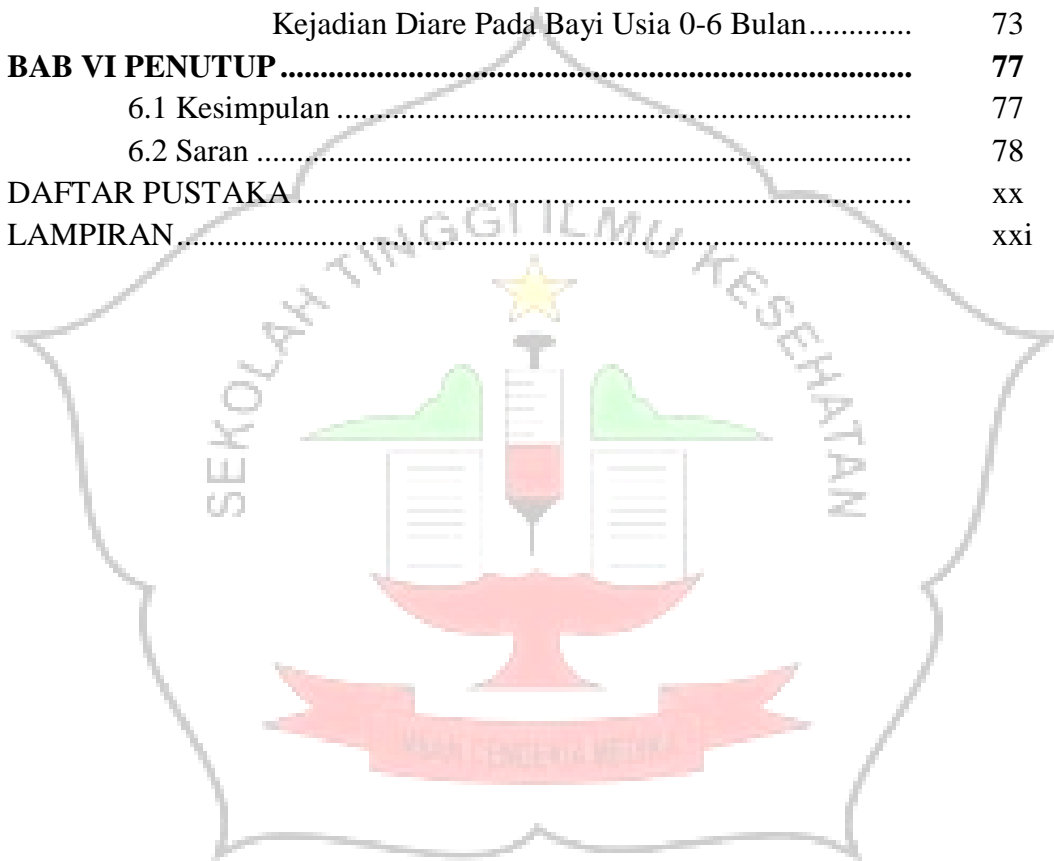 Kejadian Diare Pada Bayi Usia 0-6 Bulan............. 73
BAB VI PENUTUP ................................................................................ 77
6.1 Kesimpulan ......................................................................... 77
6.2 Saran ................................................................................... 78
DAFTAR PUSTAKA .............................................................................. xx
LAMPIRAN............................................................................................. xxi
SEKOLAH TINGGI ILMU KESEHATAN